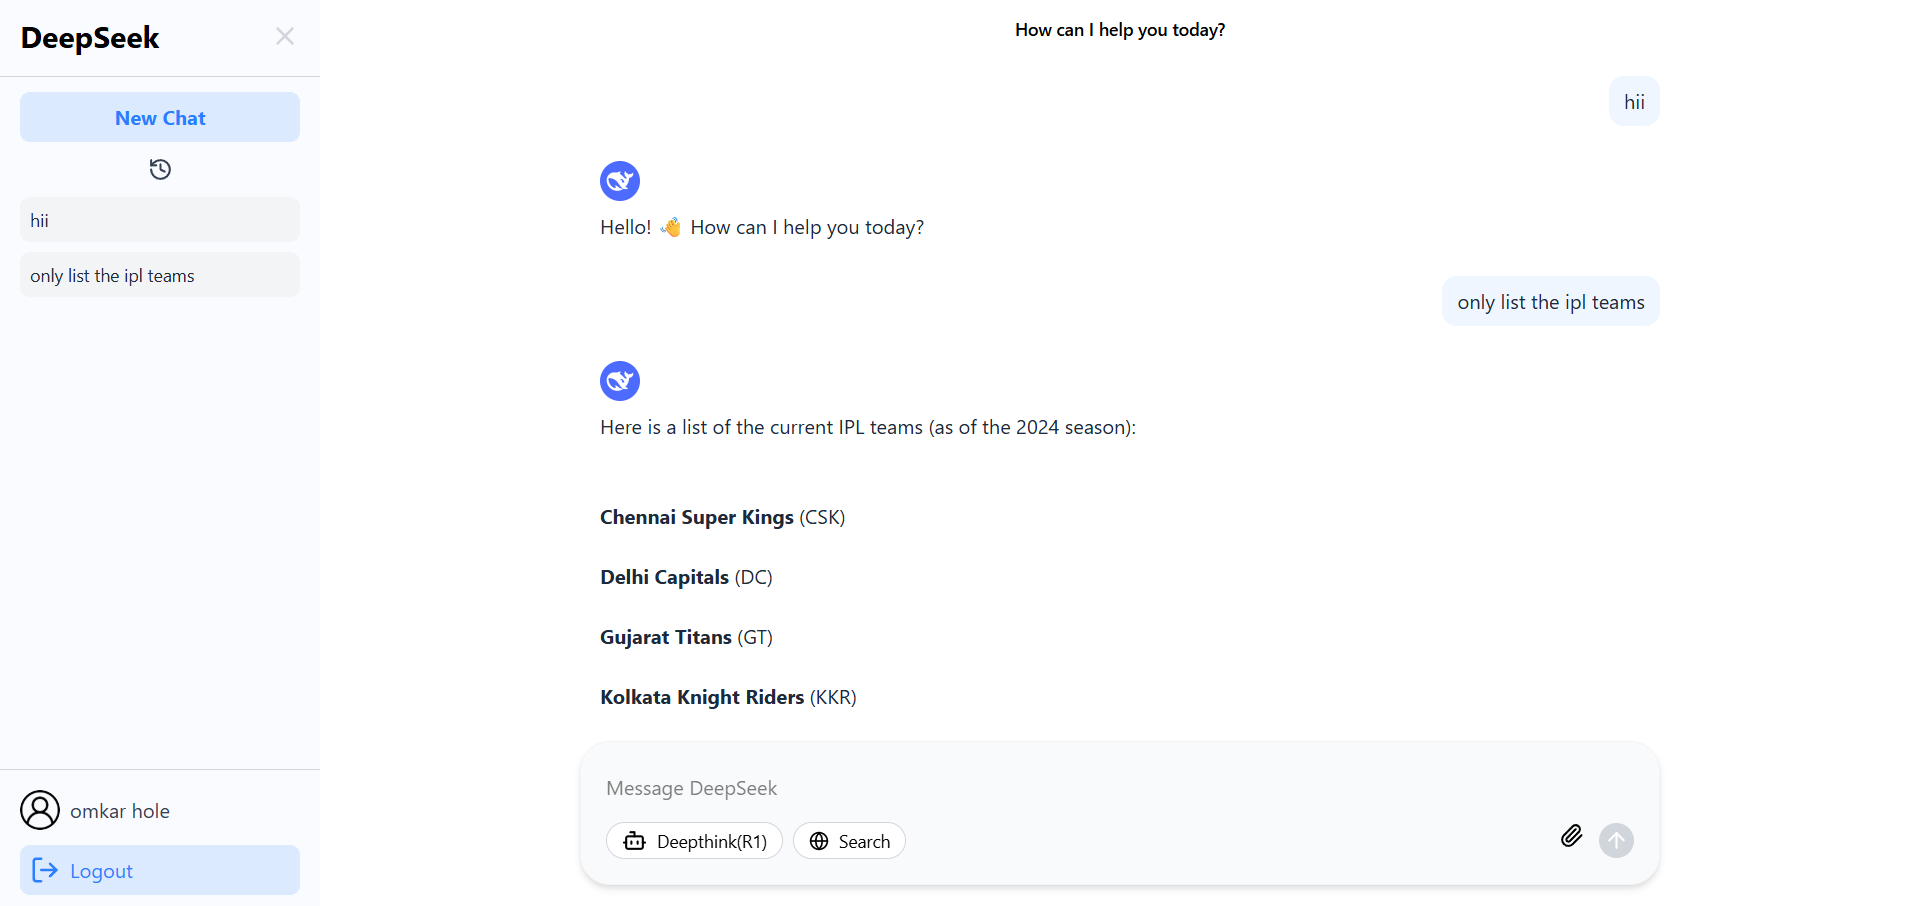 DeepSeek
New Chat
hii
only list the ipl teams
omkar hole
Logout
How can I help you today?
hii
Hello! 👋 How can I help you today?
only list the ipl teams
Here is a list of the current IPL teams (as of the 2024 season):
Chennai Super Kings (CSK)
Delhi Capitals (DC)
Gujarat Titans (GT)
Kolkata Knight Riders (KKR)
Message DeepSeek
Deepthink(R1)
Search